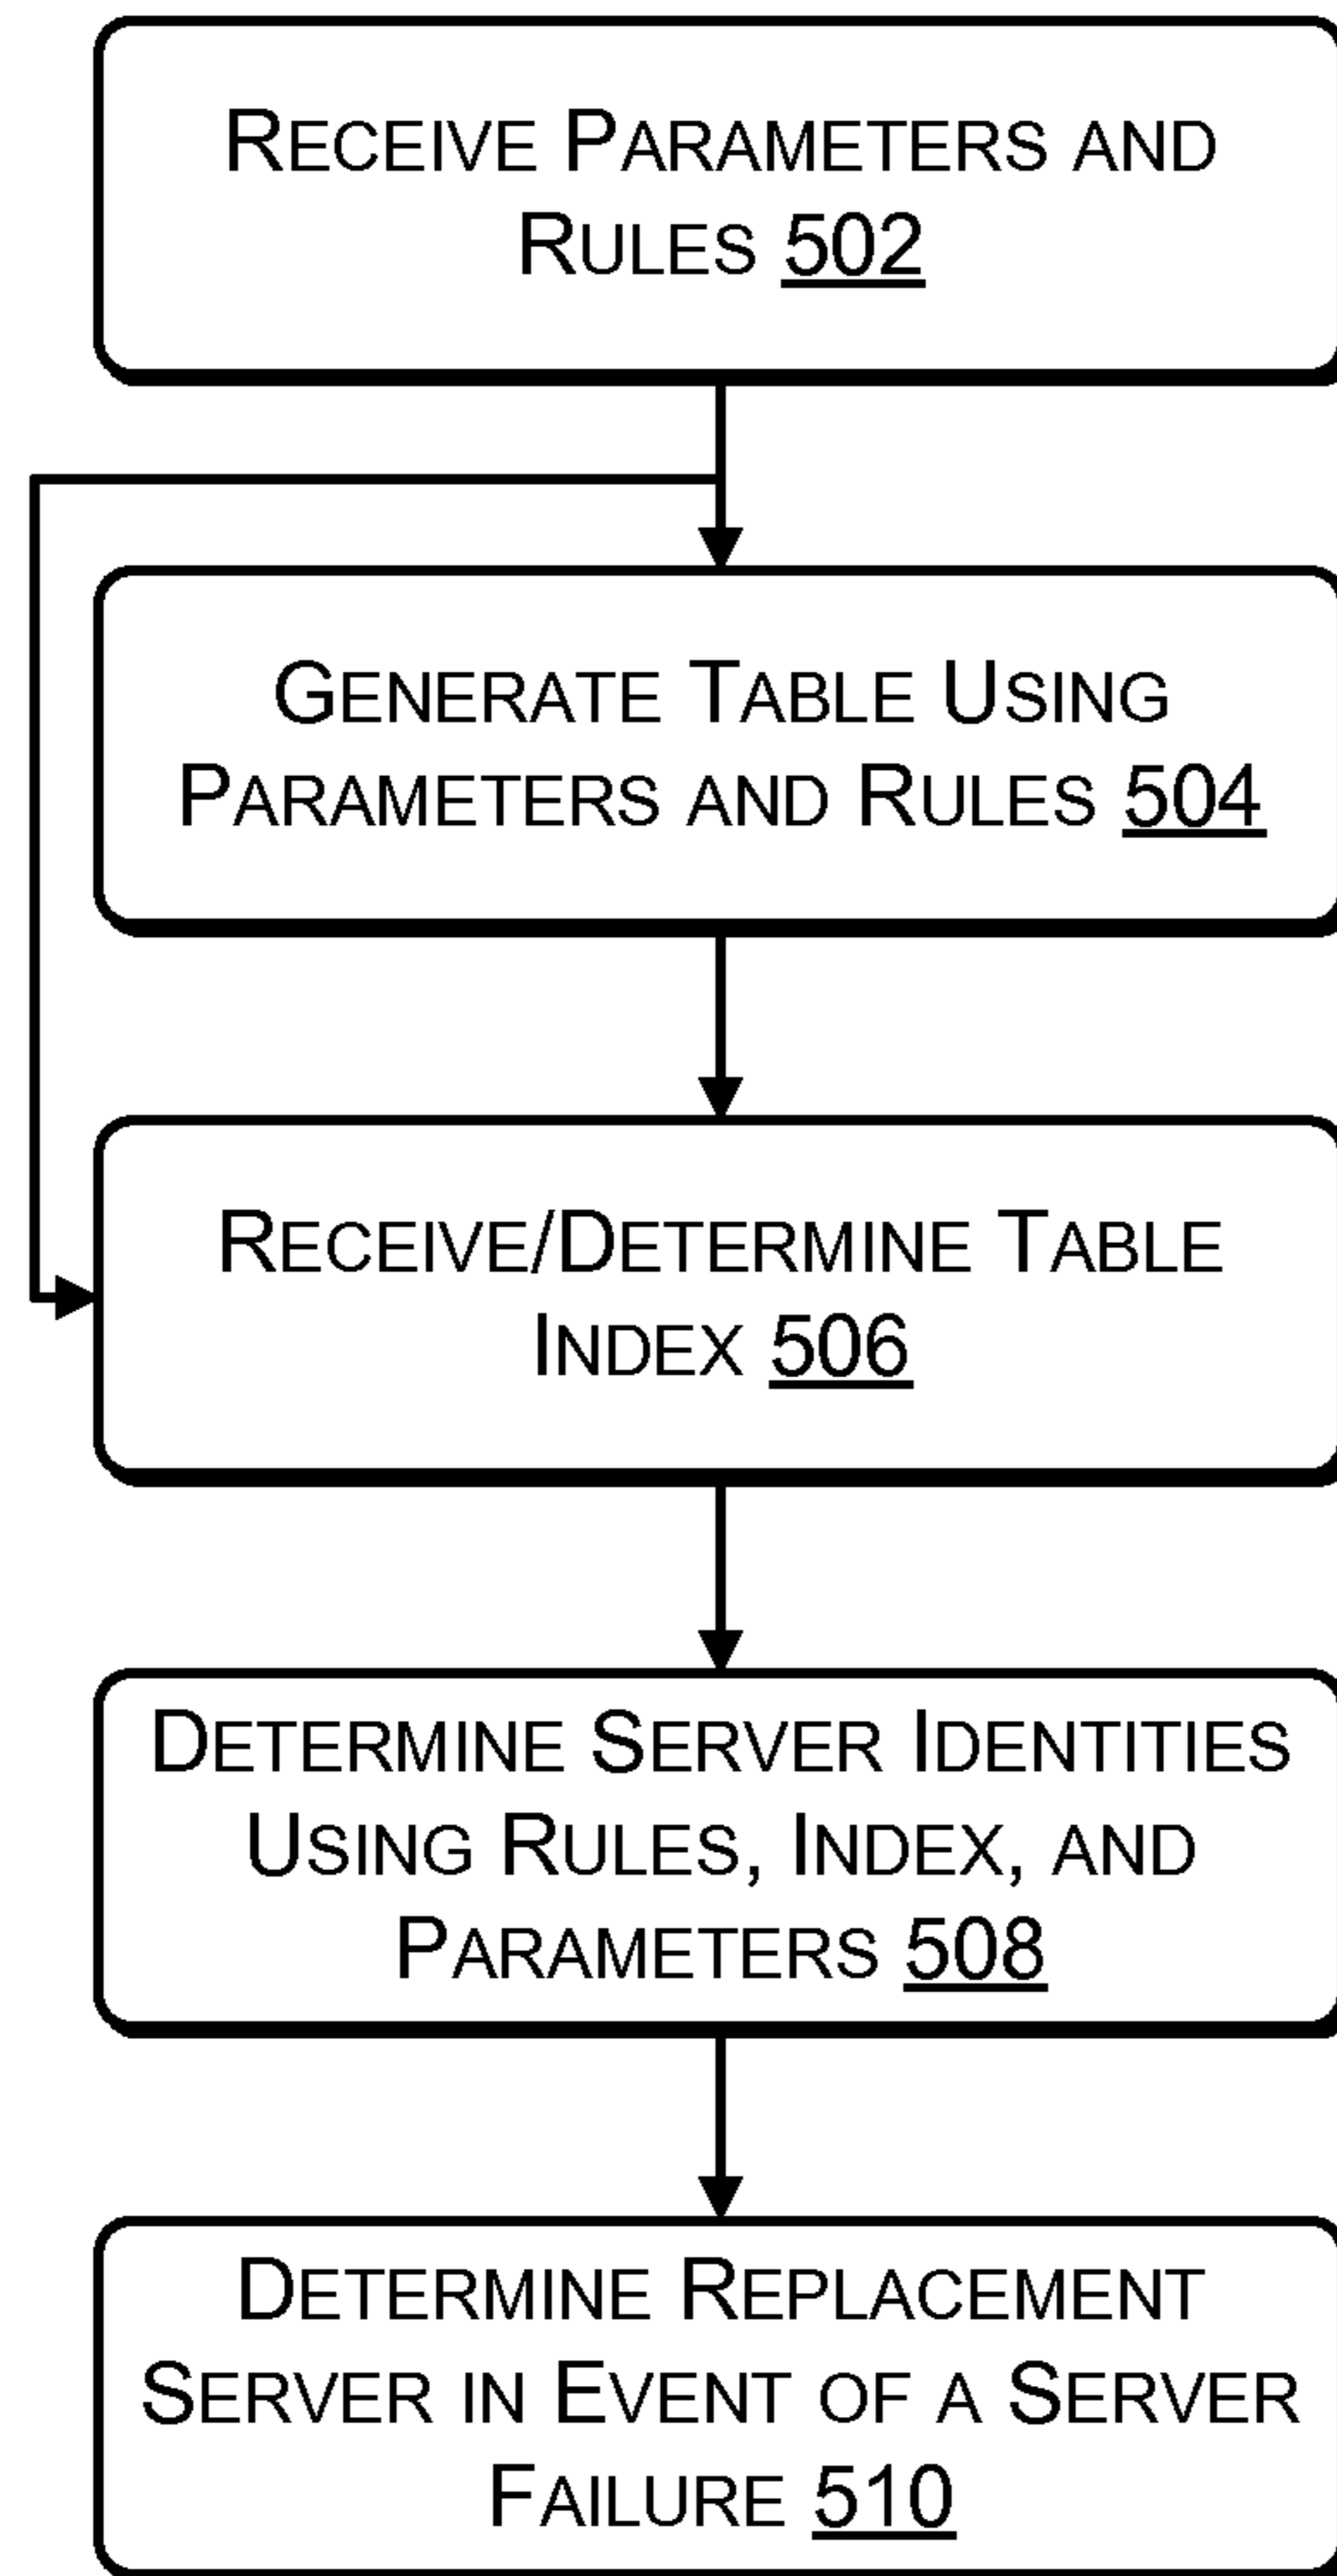 RECEIVE PARAMETERS AND
RULES 502
GENERATE TABLE USING
PARAMETERS AND RULES 504
RECEIVE/DETERMINE TABLE
INDEX 506
DETERMINE SERVER IDENTITIES
USING RULES, INDEX, AND
PARAMETERS 508
DETERMINE REPLACEMENT
SERVER IN EVENT OF A SERVER
FAILURE 510